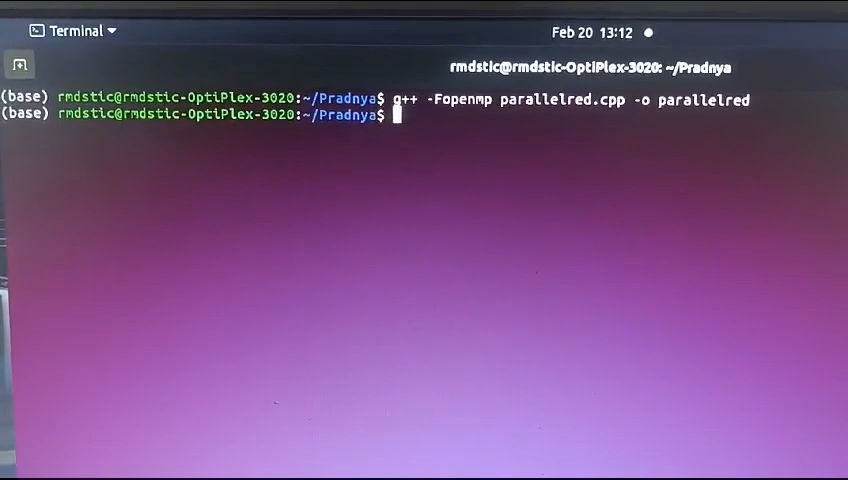 Terminal
Feb 20 13:12
rmdstic@rmdstic-OptiPlex-3020: ~/Pradnya
(base) rmdstic@rmdstic-OptiPlex-3020:~/Pradnya$ g++ -Fopenmp parallelred.cpp -o parallelred
(base) rmdstic@rmdstic-OptiPlex-3020:~/Pradnya$